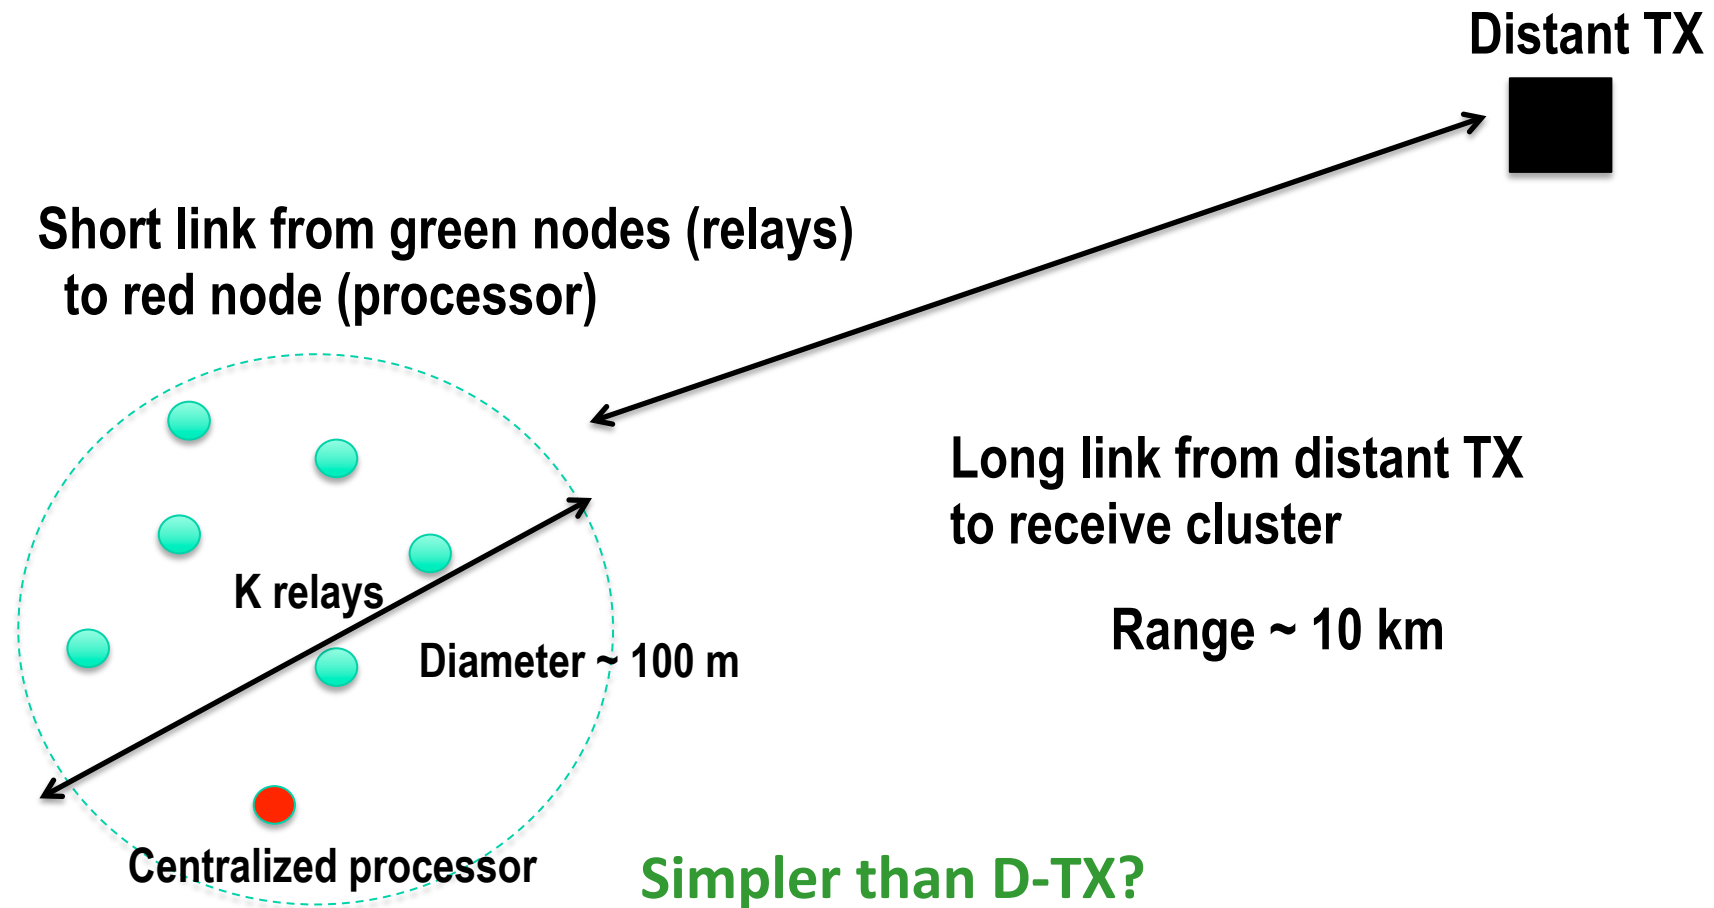 Distant TX
Short link from green nodes (relays)
to red node (processor)
Long link from distant TX
to receive cluster
K relays
Range ~ 10 km
Diameter ~ 100 m
Centralized processor
Simpler than D-TX?